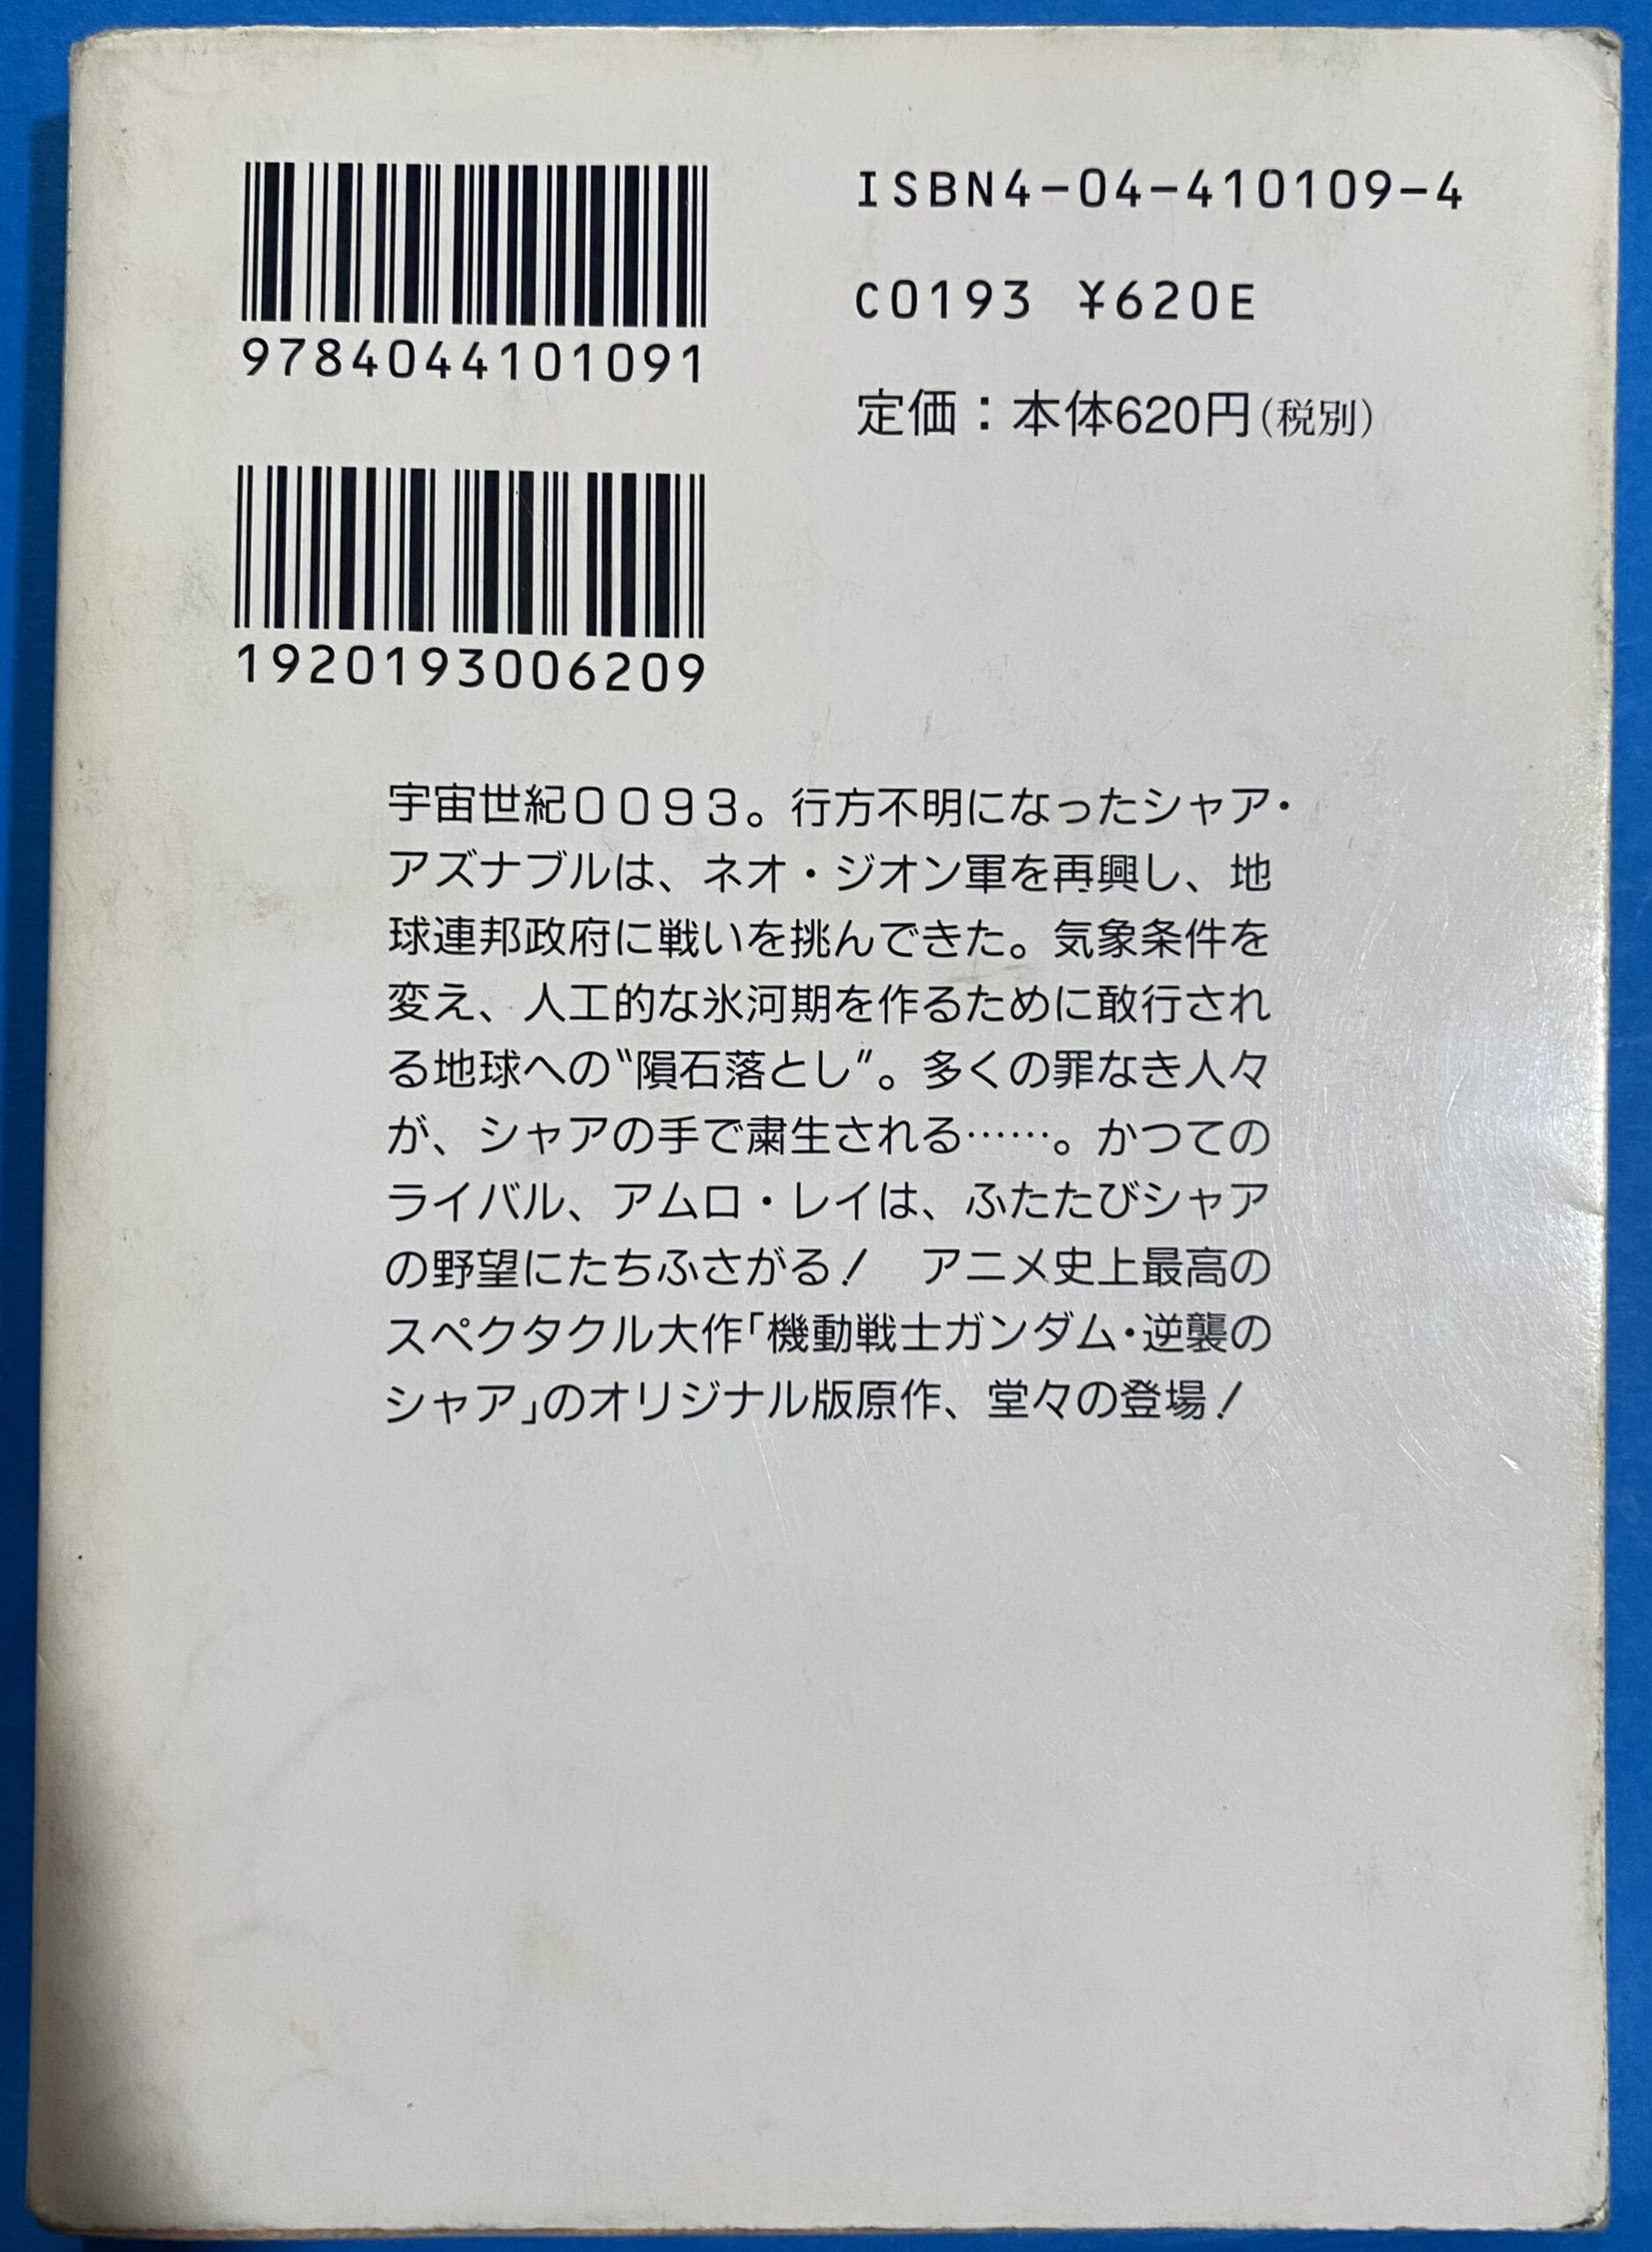 9784044101091
1920193006209
ISBN4-04-410109-4
C0193 ¥620E
定価：本体620円(税別)
宇宙世紀００９３。行方不明になったシャア・
アズナブルは、ネオ・ジオン軍を再興し、地
球連邦政府に戦いを挑んできた。気象条件を
変え、人工的な氷河期を作るために敢行され
る地球への〝隕石落とし〟。多くの罪なき人々
が、シャアの手で粛生される……。かつての
ライバル、アムロ・レイは、ふたたびシャア
の野望にたちふさがる！　アニメ史上最高の
スペクタクル大作「機動戦士ガンダム・逆襲の
シャア」のオリジナル版原作、堂々の登場！